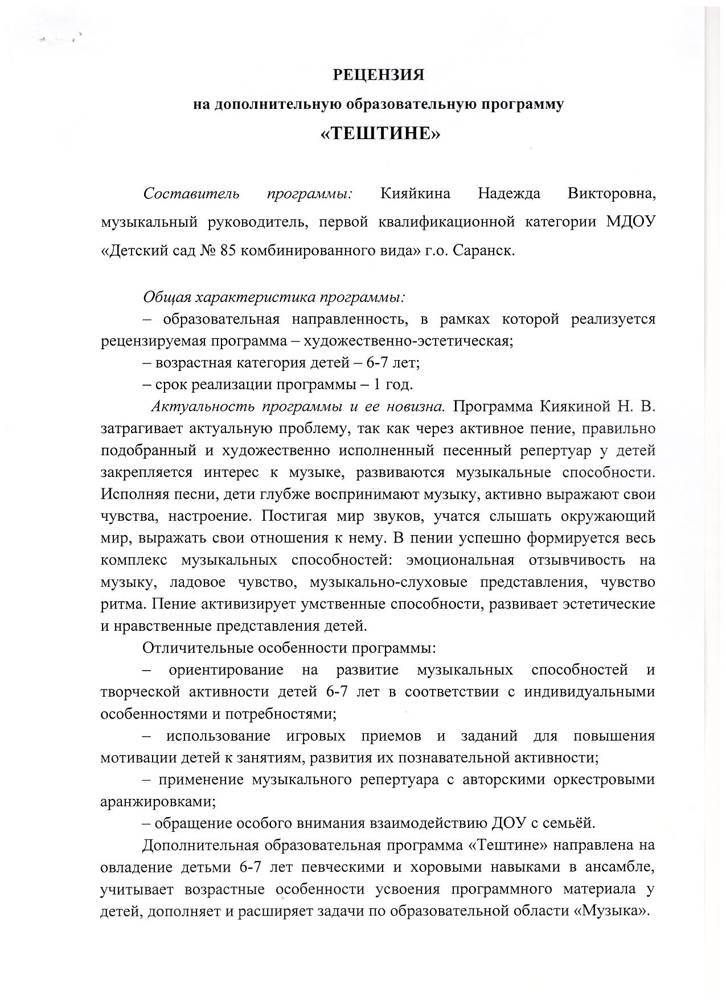 РЕЦЕНЗИЯ
на дополнительную образовательную программу
«ТЕШТИНЕ»
Составитель программы: Кияйкина Надежда Викторовна,
музыкальный руководитель, первой квалификационной категории МДОУ
«Детский сад № 85 комбинированного вида» г.о. Саранск.
Общая характеристика программы:
– образовательная направленность, в рамках которой реализуется
рецензируемая программа – художественно-эстетическая;
– возрастная категория детей – 6-7 лет;
– срок реализации программы – 1 год.
Актуальность программы и ее новизна. Программа Киякиной Н. В.
затрагивает актуальную проблему, так как через активное пение, правильно
подобранный и художественно исполненный песенный репертуар у детей
закрепляется интерес к музыке, развиваются музыкальные способности.
Исполняя песни, дети глубже воспринимают музыку, активно выражают свои
чувства, настроение. Постигая мир звуков, учатся слышать окружающий
мир, выражать свои отношения к нему. В пении успешно формируется весь
комплекс музыкальных способностей: эмоциональная отзывчивость на
музыку, ладовое чувство, музыкально-слуховые представления, чувство
ритма. Пение активизирует умственные способности, развивает эстетические
и нравственные представления детей.
Отличительные особенности программы:
– ориентирование на развитие музыкальных способностей и
творческой активности детей 6-7 лет в соответствии с индивидуальными
особенностями и потребностями;
– использование игровых приемов и заданий для повышения
мотивации детей к занятиям, развития их познавательной активности;
– применение музыкального репертуара с авторскими оркестровыми
аранжировками;
– обращение особого внимания взаимодействию ДОУ с семьёй.
Дополнительная образовательная программа «Тештине» направлена на
овладение детьми 6-7 лет певческими и хоровыми навыками в ансамбле,
учитывает возрастные особенности усвоения программного материала у
детей, дополняет и расширяет задачи по образовательной области «Музыка».